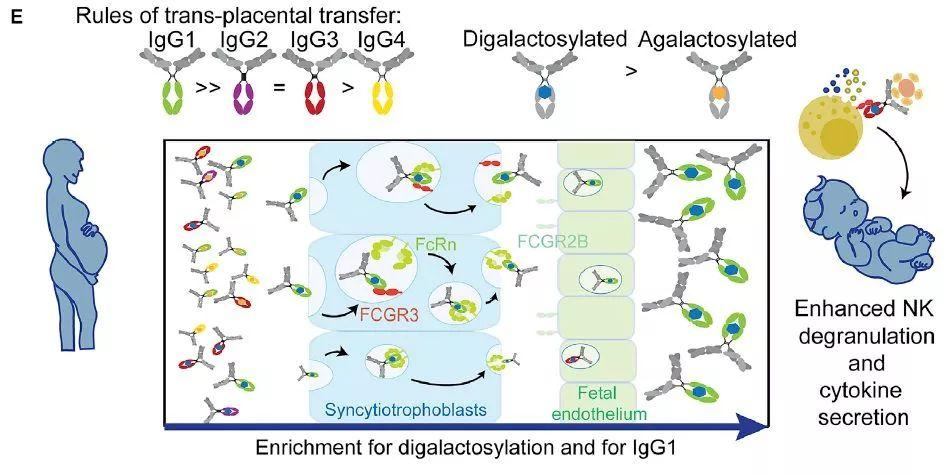 E
Rules of trans-placental transfer:
IgG1 IgG2 IgG3 IgG4
>> = >
Digalactosylated Agalactosylated
>
FcRn
FCGR2B
FCGR3
Syncytiotrophoblasts
Fetal
endothelium
Enrichment for digalactosylation and for IgG1
Enhanced NK
degranulation
and
cytokine
secretion